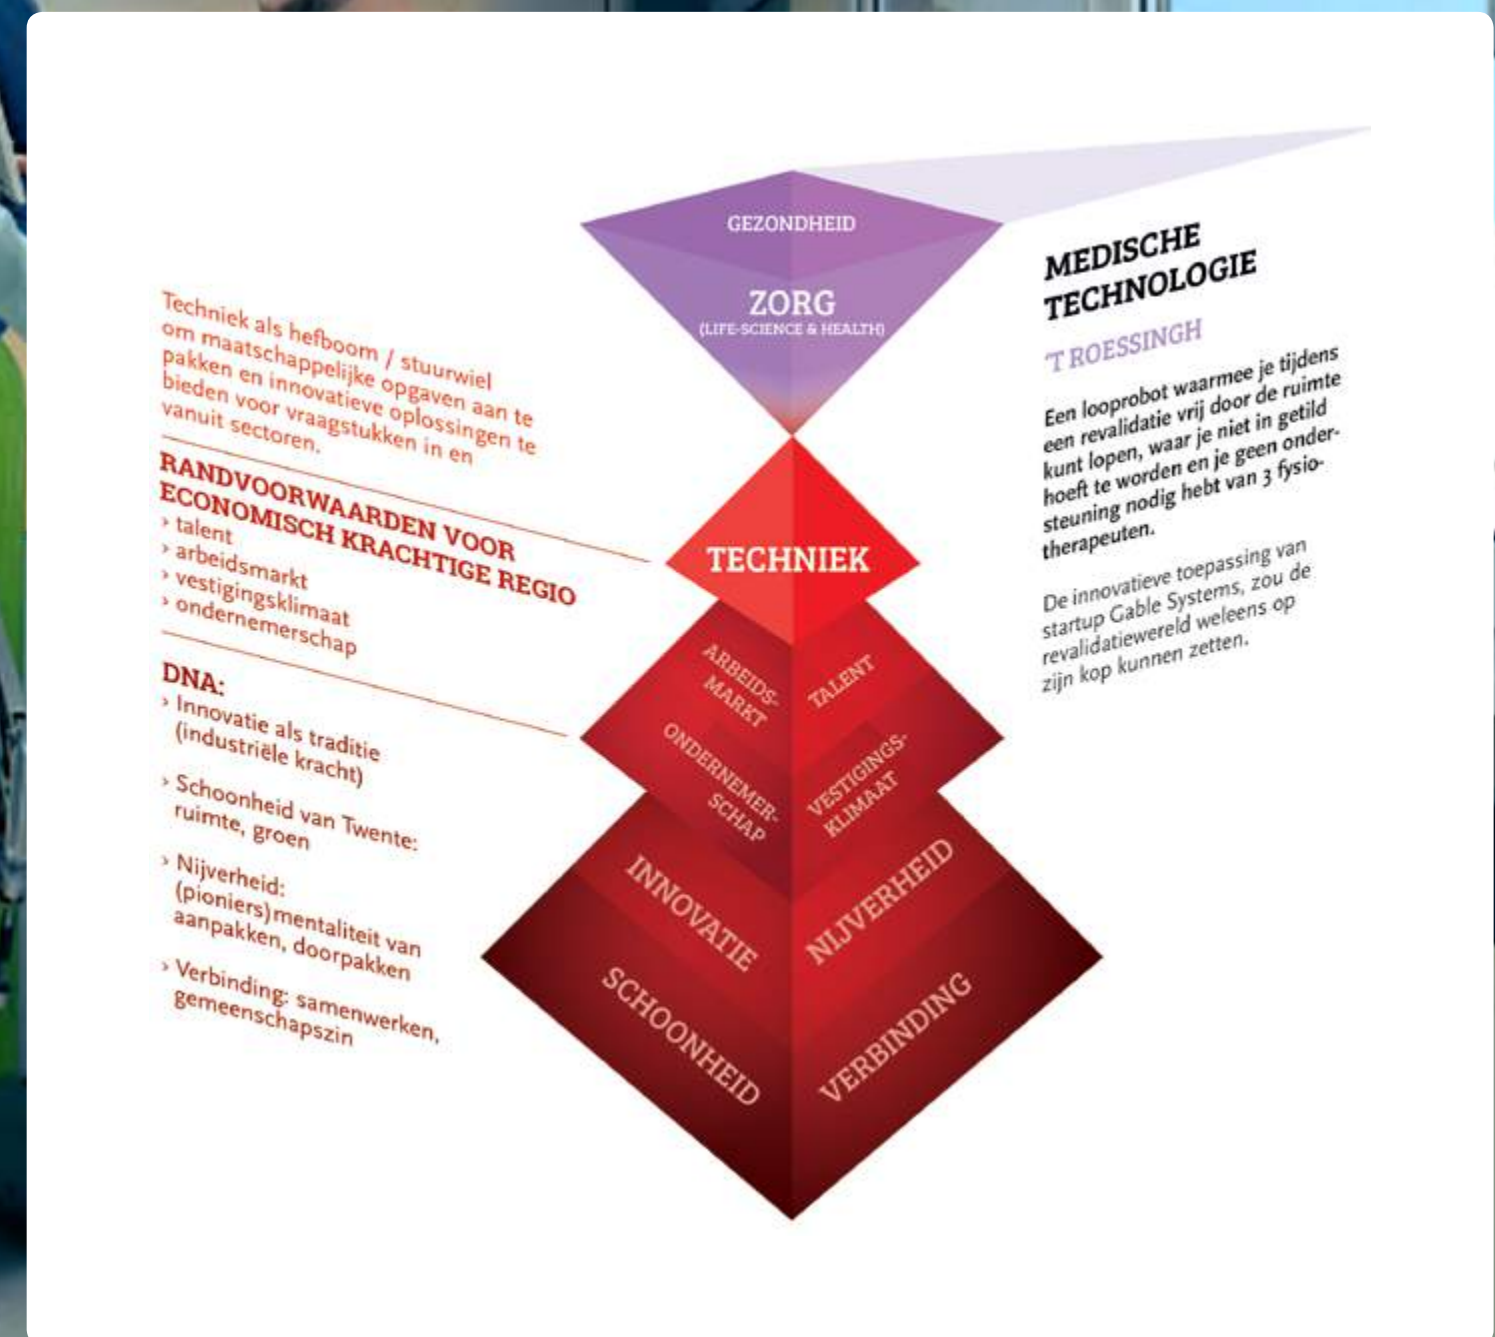 GEZONDHEID
ZORG
(LIFE-SCIENCE & HEALTH)
TECHNIEK
ARBEIDS-
MARKT
TALENT
ONDERNEMER-
SCHAP
VESTIGINGS-
KLIMAAT
INNOVATIE
NIJVERHEID
SCHOONHEID
VERBINDING
Techniek als hefboom / stuurwiel
om maatschappelijke opgaven aan te
pakken en innovatieve oplossingen te
bieden voor vraagstukken in en
vanuit sectoren.
RANDVOORWAARDEN VOOR
ECONOMISCH KRACHTIGE REGIO
› talent
› arbeidsmarkt
› vestigingsklimaat
› ondernemerschap
DNA:
› Innovatie als traditie
(industriële kracht)
› Schoonheid van Twente:
ruimte, groen
› Nijverheid:
(pioniers)mentaliteit van
aanpakken, doorpakken
› Verbinding: samenwerken,
gemeenschapszin
MEDISCHE
TECHNOLOGIE
'T ROESSINGH
Een looprobot waarmee je tijdens
een revalidatie vrij door de ruimte
kunt lopen, waar je niet in getild
hoeft te worden en je geen onder-
steuning nodig hebt van 3 fysio-
therapeuten.
De innovatieve toepassing van
startup Gable Systems, zou de
revalidatiewereld weleens op
zijn kop kunnen zetten.